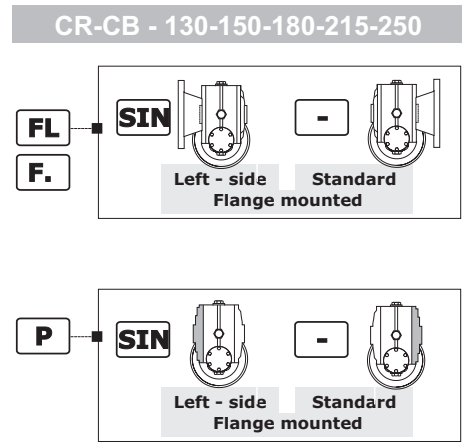 CR-CB - 130-150-180-215-250
FL
F.
SIN
-
Left - side
Standard
Flange mounted
P
SIN
-
Left - side
Standard
Flange mounted